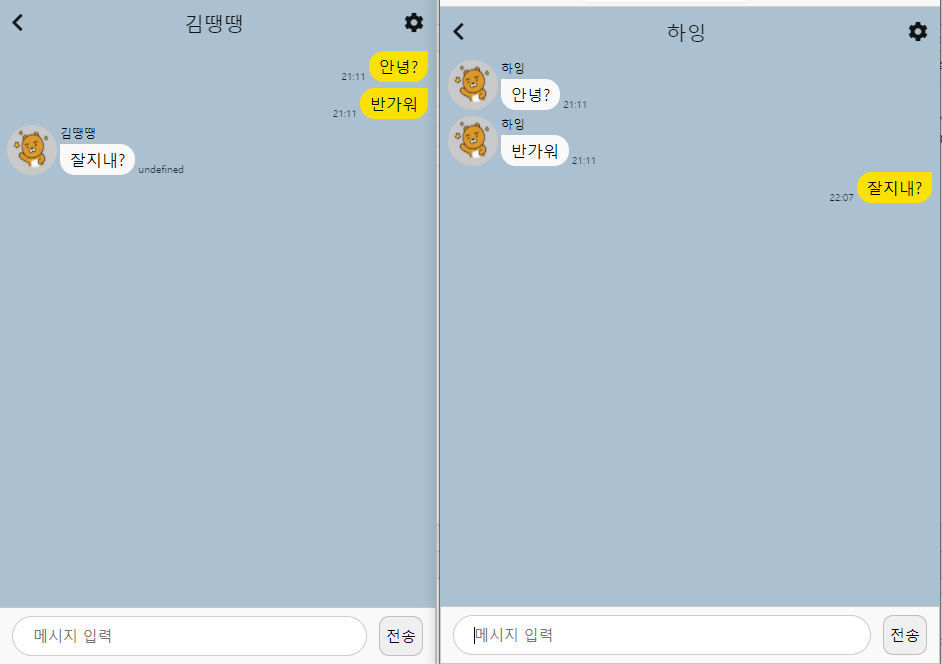 김땡땡
안녕?
21:11
반가워
21:11
김땡땡
잘지내?
undefined
메시지 입력
전송
하잉
하잉
안녕?
21:11
하잉
반가워
21:11
잘지내?
22:07
메시지 입력
전송